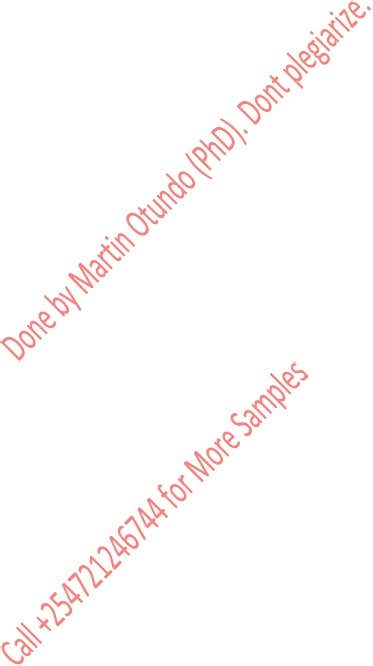 Done by Martin Otundo (PhD). Dont plegiarize.
Call +254721246744 for More Samples